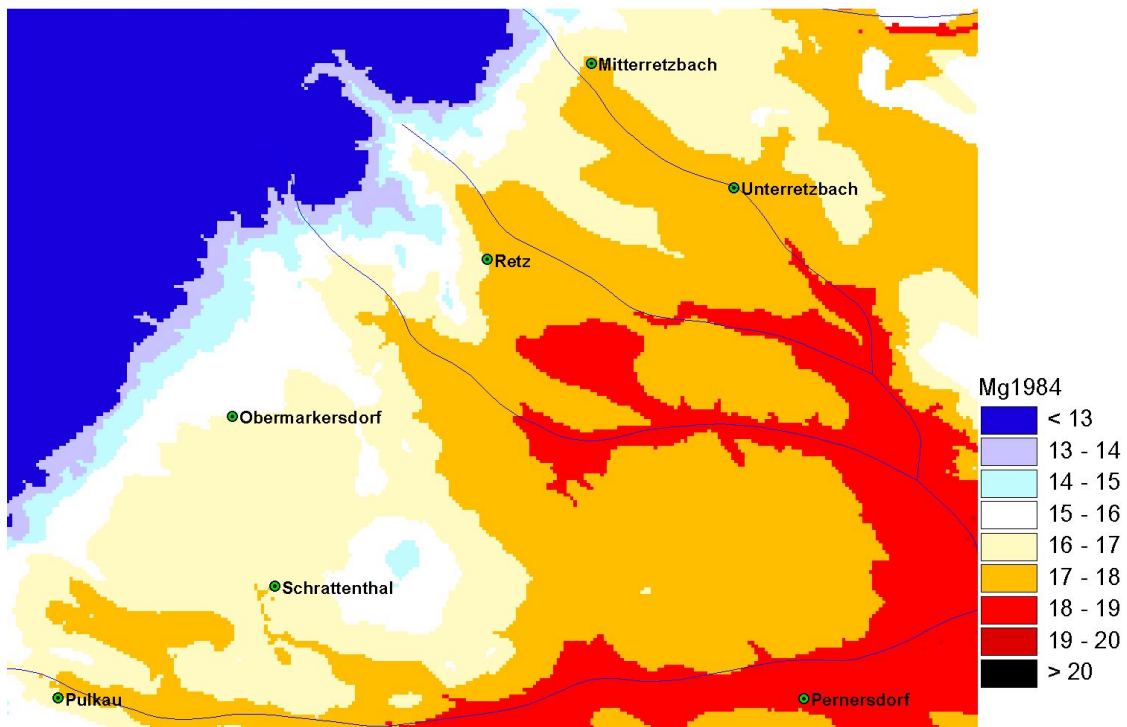 Mitterretzbach
Unterretzbach
Retz
Obermarkersdorf
Schrattenthal
Pulkau
Pernersdorf
Mg1984
< 13
13 - 14
14 - 15
15 - 16
16 - 17
17 - 18
18 - 19
19 - 20
> 20